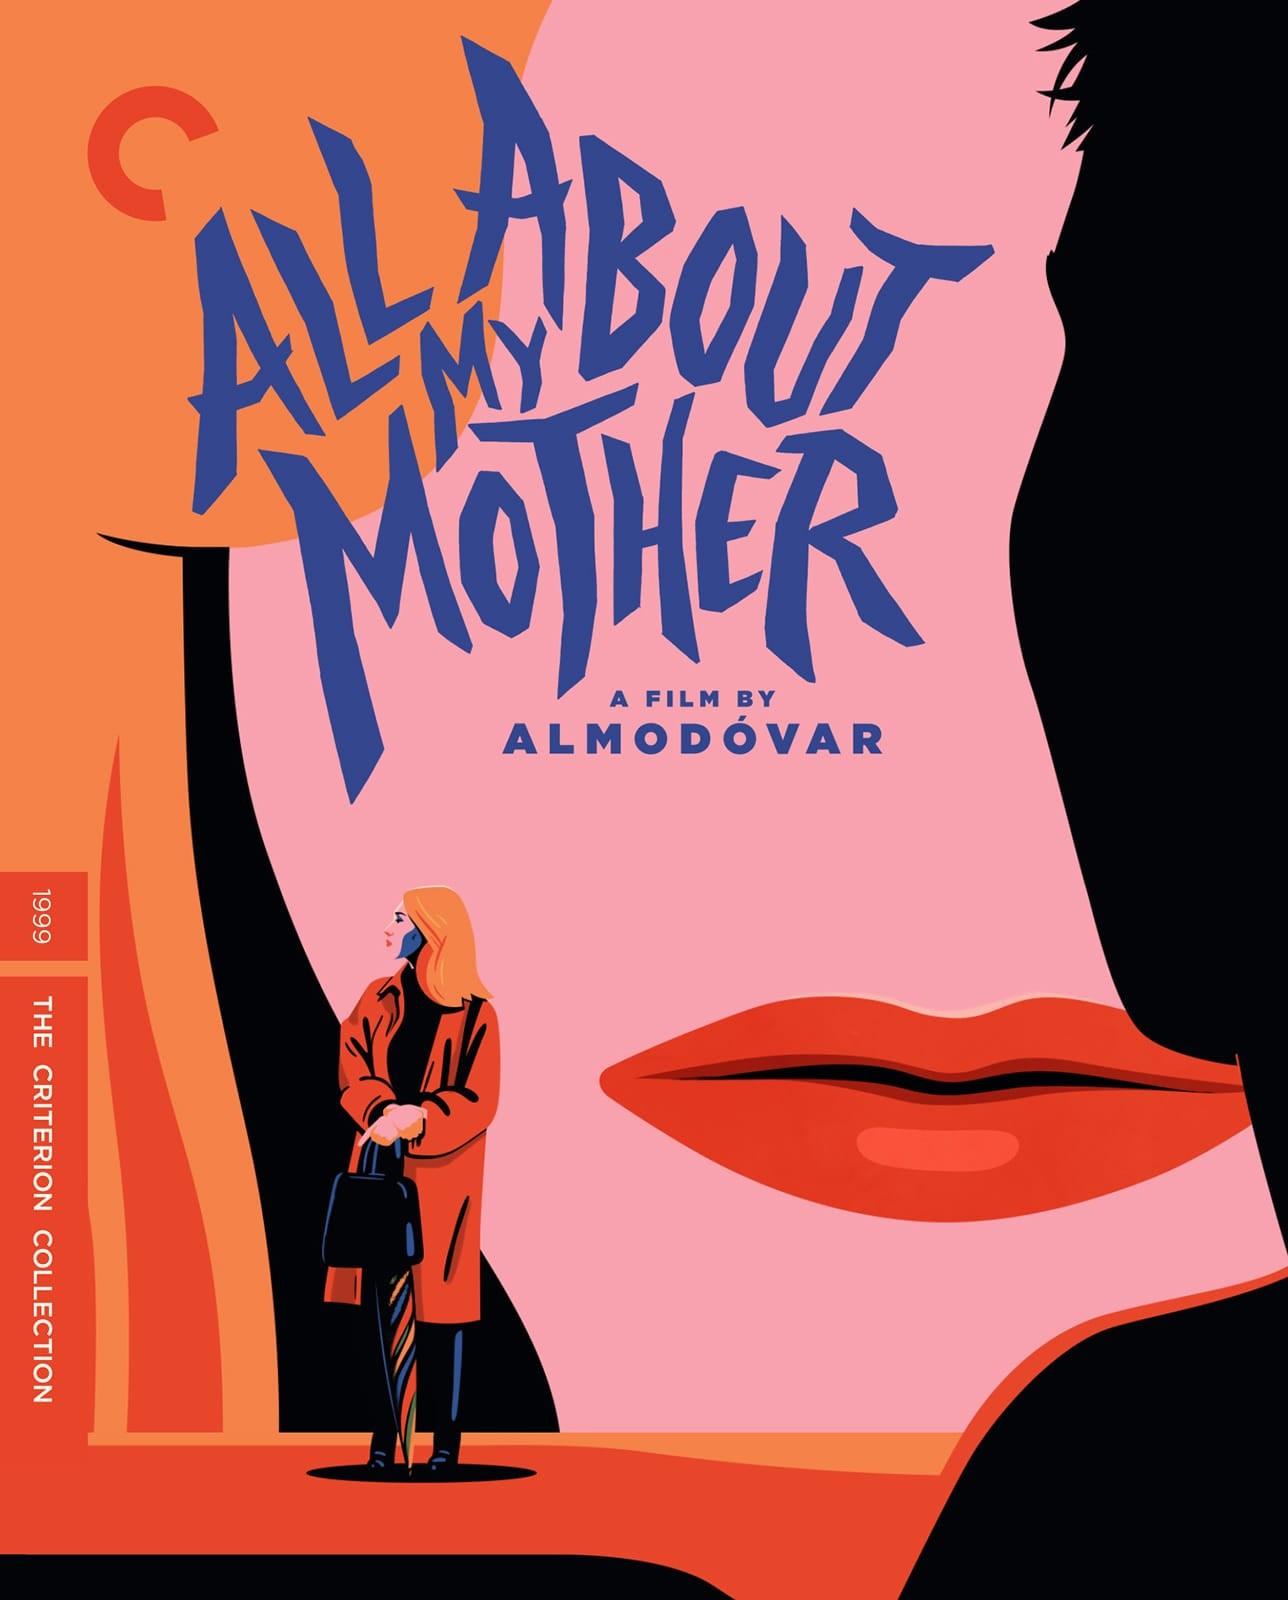 ALL ABOUT
MY
MOTHER
A FILM BY
ALMODÓVAR
1999
THE CRITERION COLLECTION